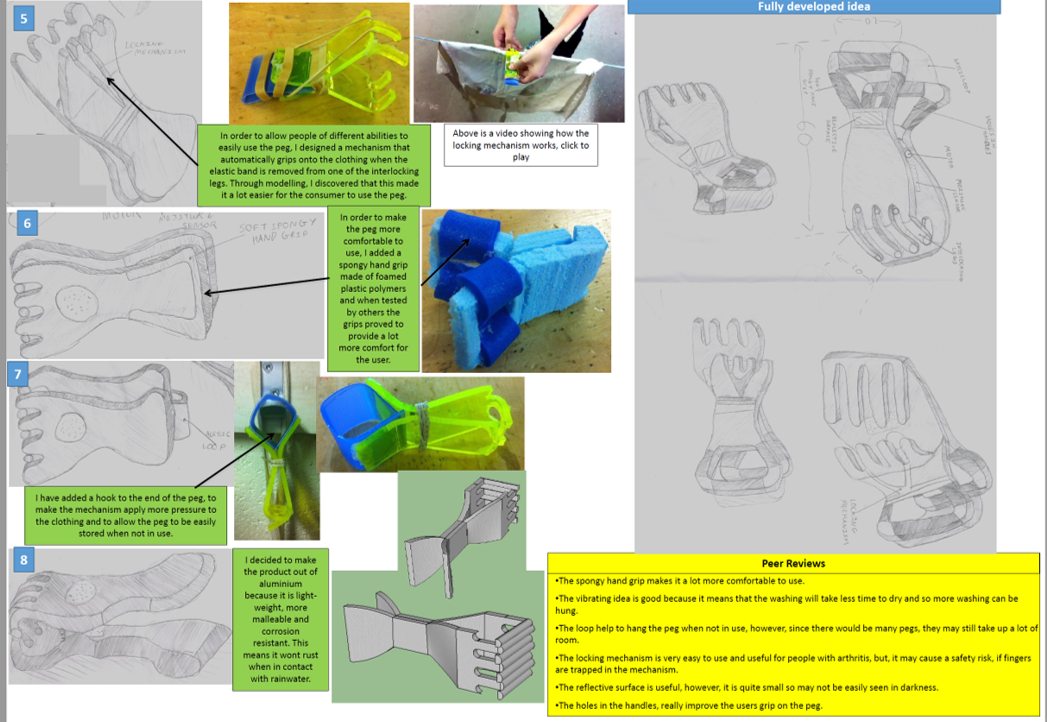 5
LOCKING
MECHANISM
In order to allow people of different abilities to
easily use the peg, I designed a mechanism that
automatically grips onto the clothing when the
elastic band is removed from one of the interlocking
legs. Through modelling, I discovered that this made
it a lot easier for the consumer to use the peg.
Above is a video showing how the
locking mechanism works, click to
play
6
MOTOR
MOISTURE
SENSOR
SOFT SPONGY
HAND GRIP
In order to make
the peg more
comfortable to
use, I added a
spongy hand grip
made of foamed
plastic polymers
and when tested
by others the
grips proved to
provide a lot
more comfort for
the user.
7
LOOP
I have added a hook to the end of the peg, to
make the mechanism apply more pressure to
the clothing and to allow the peg to be easily
stored when not in use.
8
I decided to make
the product out of
aluminium
because it is light-
weight, more
malleable and
corrosion
resistant. This
means it wont rust
when in contact
with rainwater.
Fully developed idea
MOTOR
LOCKING
MECHANISM
Peer Reviews
•The spongy hand grip makes it a lot more comfortable to use.
•The vibrating idea is good because it means that the washing will take less time to dry and so more washing can be
hung.
•The loop help to hang the peg when not in use, however, since there would be many pegs, they may still take up a lot of
room.
•The locking mechanism is very easy to use and useful for people with arthritis, but, it may cause a safety risk, if fingers
are trapped in the mechanism.
•The reflective surface is useful, however, it is quite small so may not be easily seen in darkness.
•The holes in the handles, really improve the users grip on the peg.